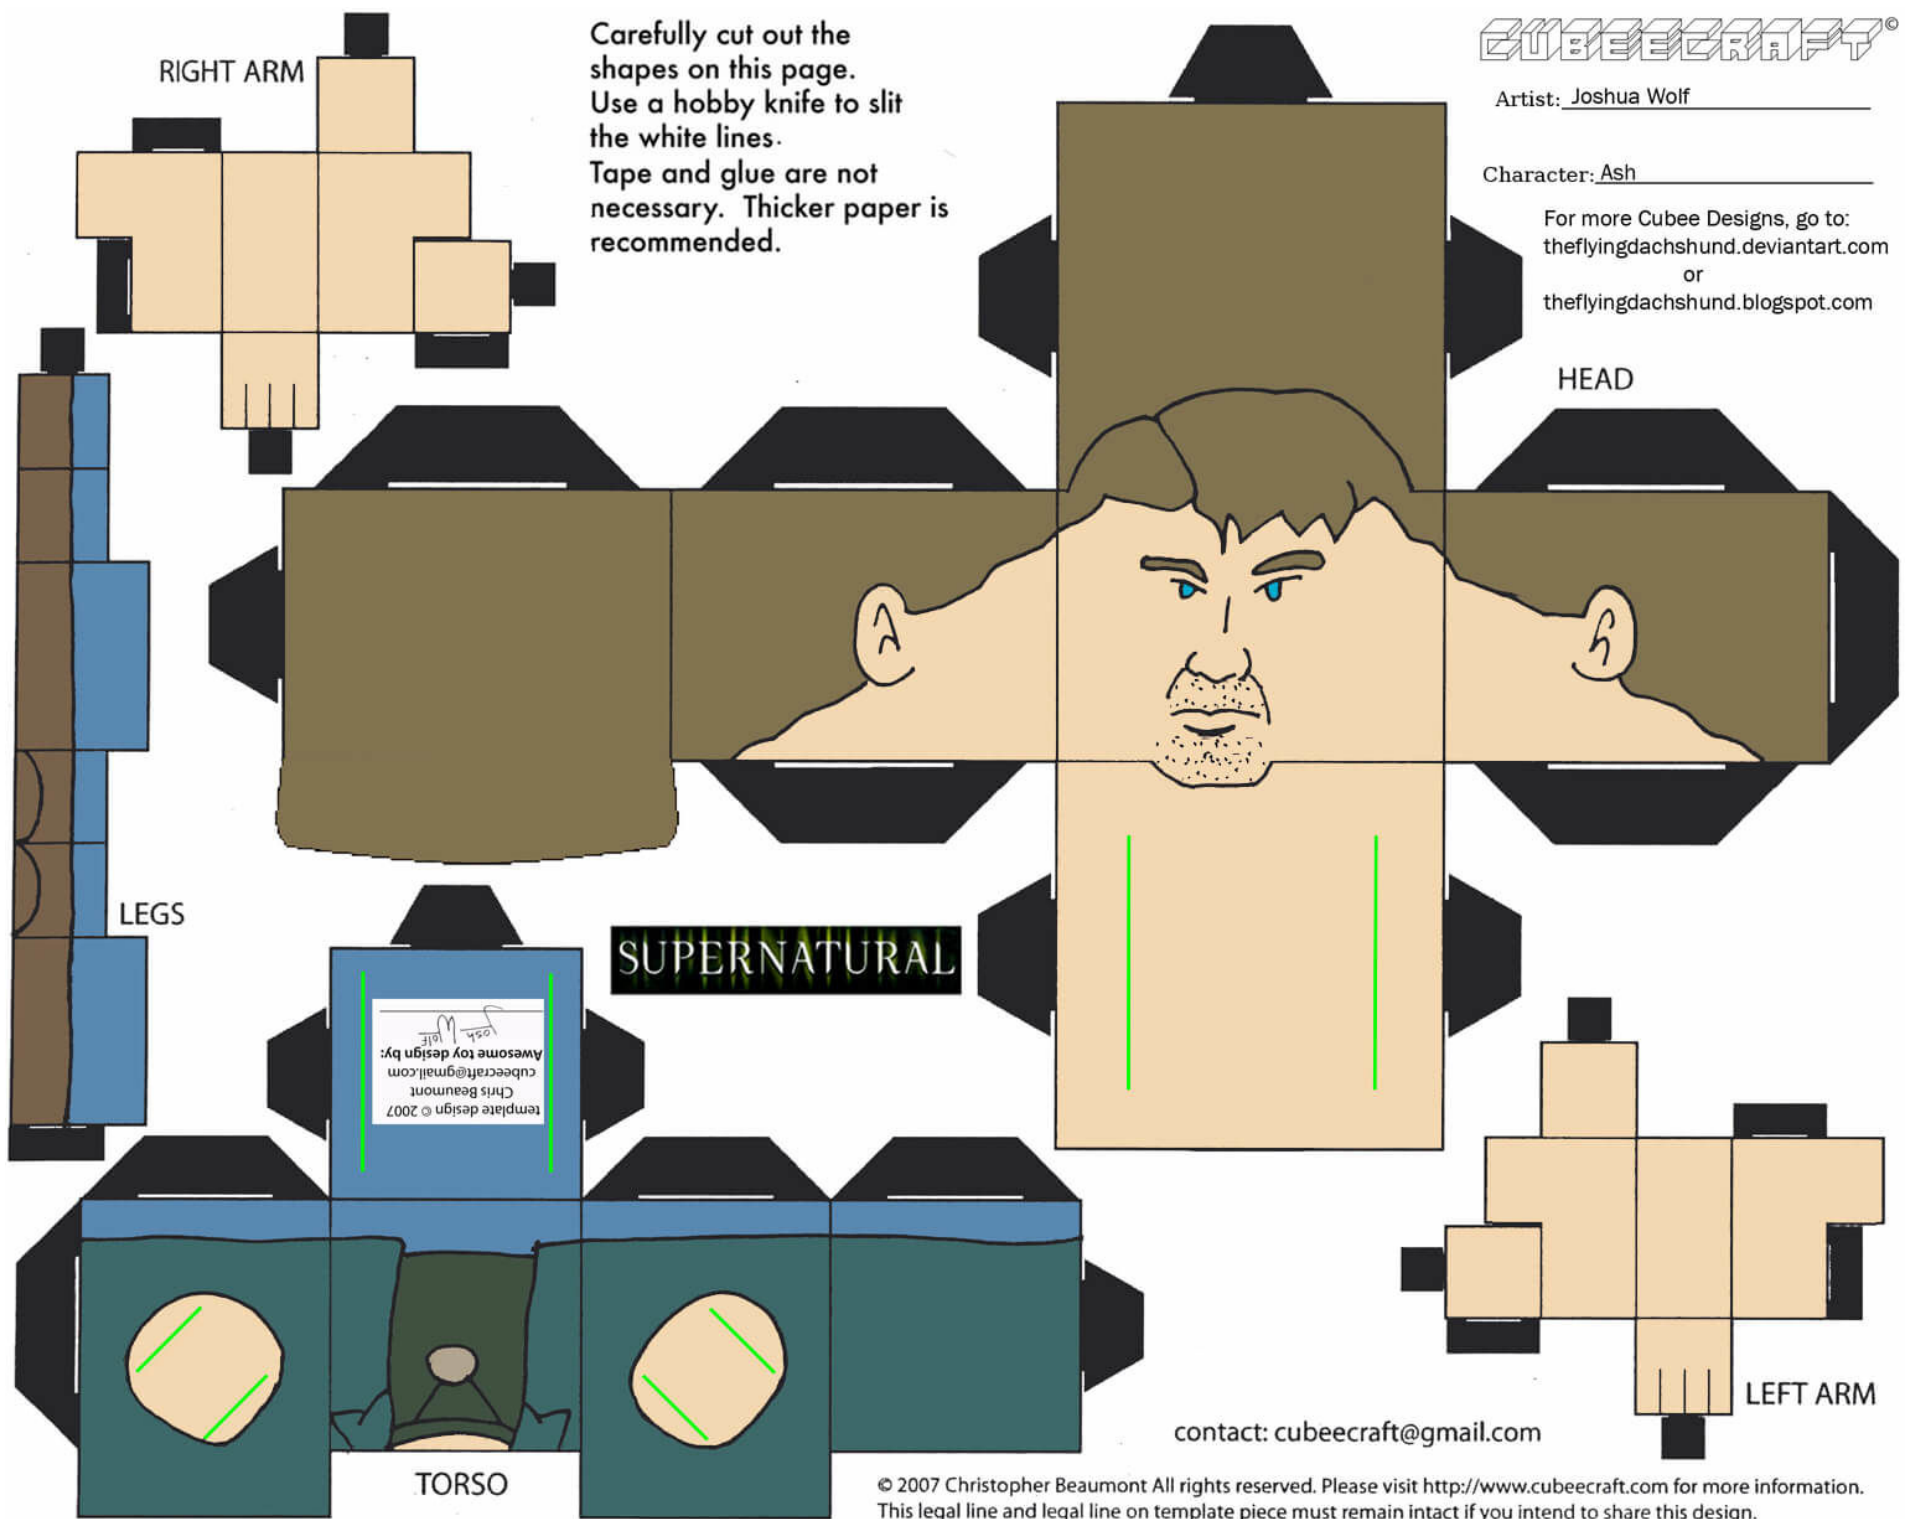 RIGHT ARM
Carefully cut out the
shapes on this page.
Use a hobby knife to slit
the white lines.
Tape and glue are not
necessary. Thicker paper is
recommended.
CUBEECRAFT©
Artist: Joshua Wolf
Character: Ash
For more Cubee Designs, go to:
theflyingdachshund.deviantart.com
or
theflyingdachshund.blogspot.com
HEAD
LEGS
SUPERNATURAL
template design © 2007
Chris Beaumont
cubeecraft@gmail.com
Awesome toy design by:
Josh Wolf
LEFT ARM
TORSO
contact: cubeecraft@gmail.com
© 2007 Christopher Beaumont All rights reserved. Please visit http://www.cubeecraft.com for more information.
This legal line and legal line on template piece must remain intact if you intend to share this design.